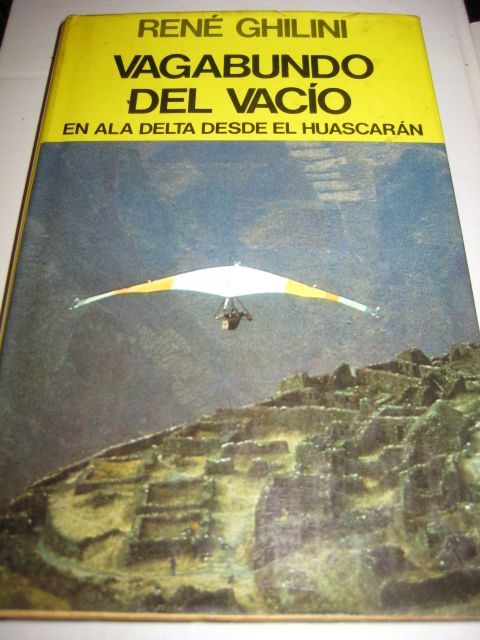 RENÉ GHILINI
VAGABUNDO
DEL VACÍO
EN ALA DELTA DESDE EL HUASCARÁN